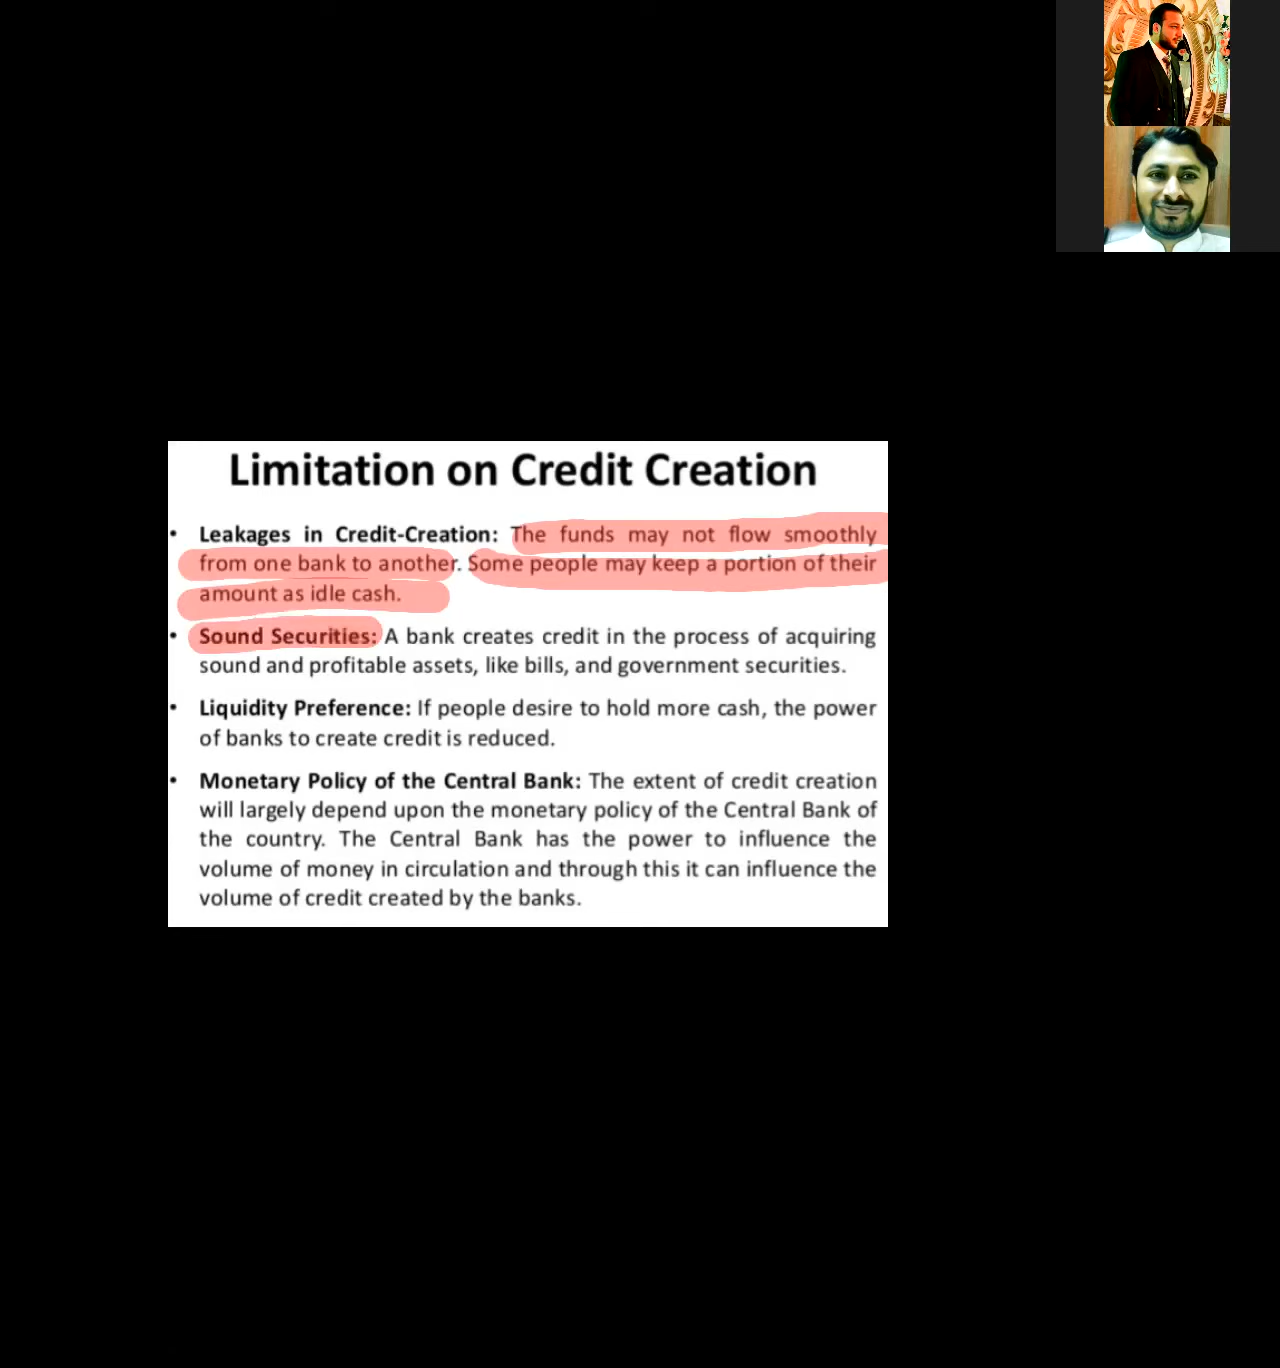 Limitation on Credit Creation
• Leakages in Credit-Creation: The funds may not flow smoothly
from one bank to another. Some people may keep a portion of their
amount as idle cash.
• Sound Securities: A bank creates credit in the process of acquiring
sound and profitable assets, like bills, and government securities.
• Liquidity Preference: If people desire to hold more cash, the power
of banks to create credit is reduced.
• Monetary Policy of the Central Bank: The extent of credit creation
will largely depend upon the monetary policy of the Central Bank of
the country. The Central Bank has the power to influence the
volume of money in circulation and through this it can influence the
volume of credit created by the banks.